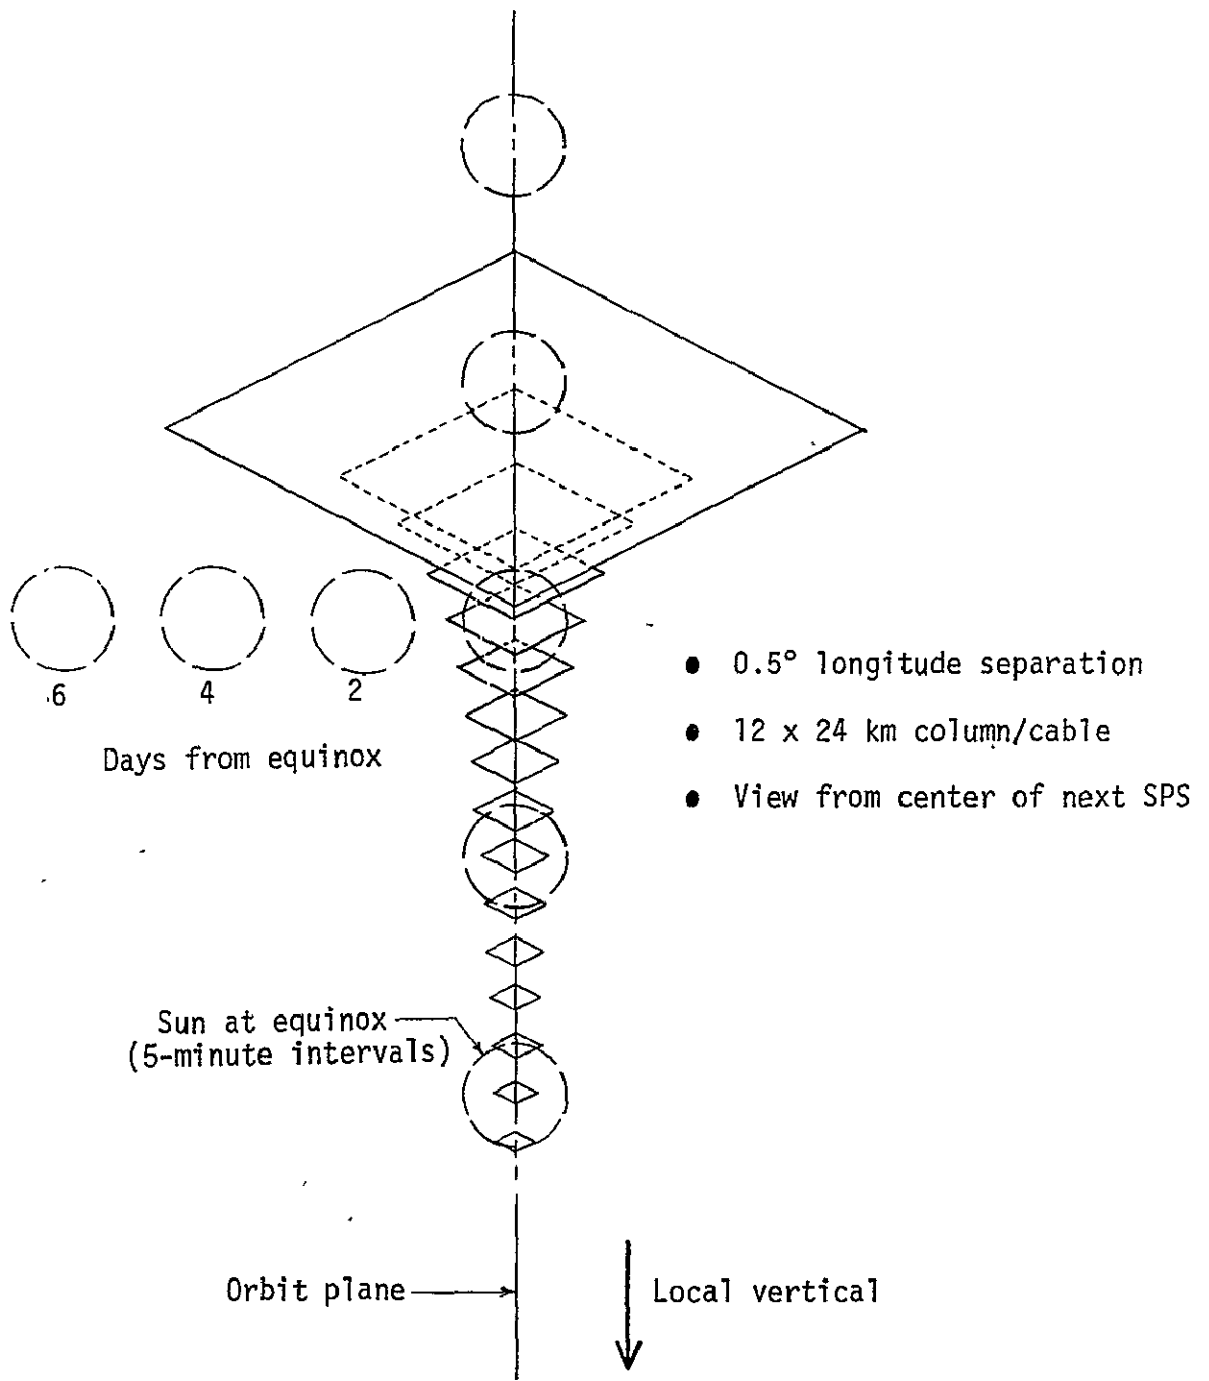 6
4
2
Days from equinox
● 0.5° longitude separation
● 12 x 24 km column/cable
● View from center of next SPS
Sun at equinox
(5-minute intervals)
Orbit plane
Local vertical